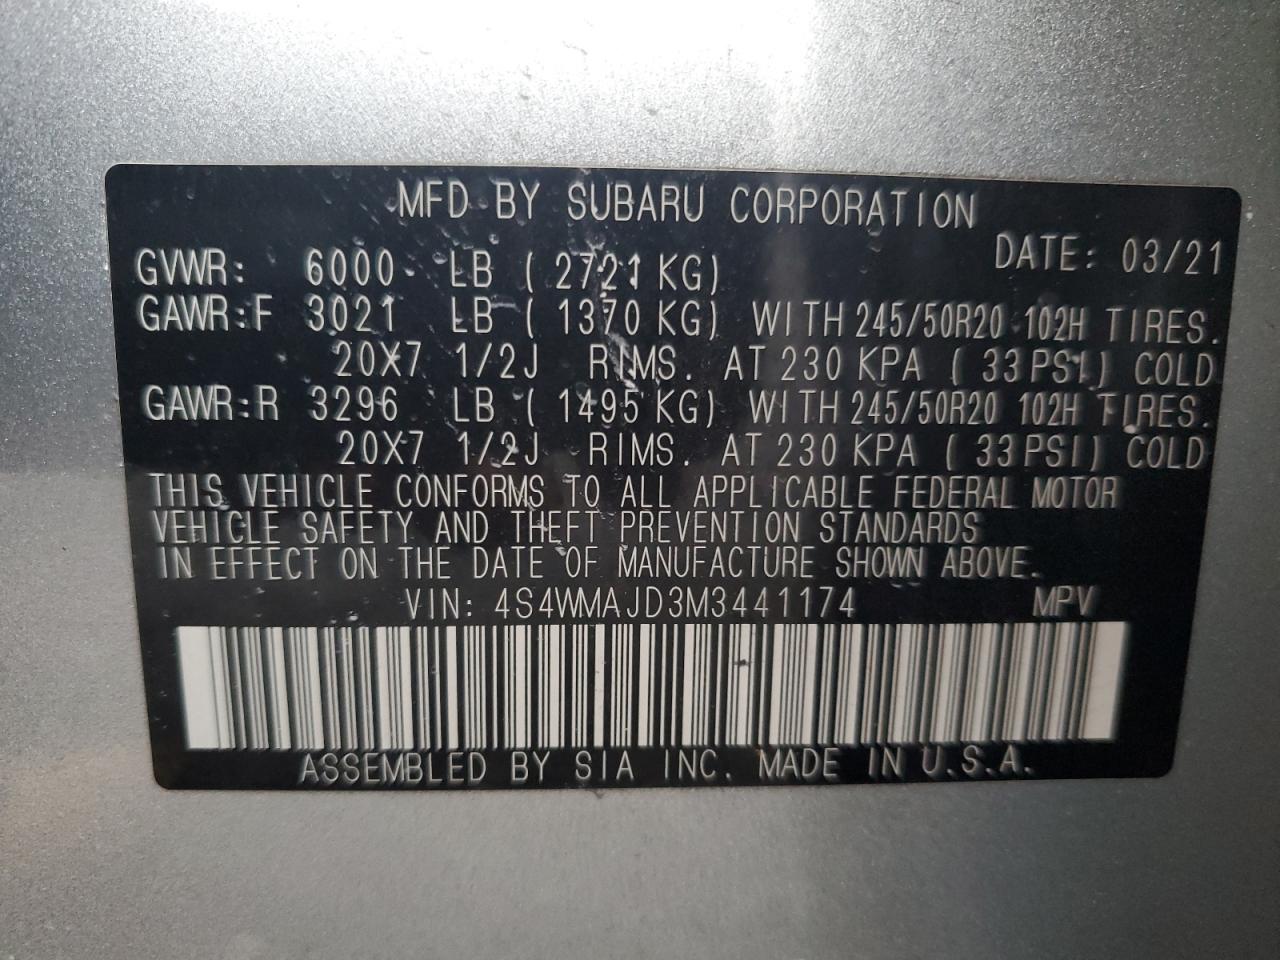 MFD BY SUBARU CORPORATION
DATE: 03/21
GVWR: 6000 LB ( 2721 KG)
GAWR:F 3021 LB ( 1370 KG) WITH 245/50R20 102H TIRES.
20X7 1/2J RIMS. AT 230 KPA ( 33 PSI) COLD
GAWR:R 3296 LB ( 1495 KG) WITH 245/50R20 102H TIRES.
20X7 1/2J RIMS. AT 230 KPA ( 33 PSI) COLD
THIS VEHICLE CONFORMS TO ALL APPLICABLE FEDERAL MOTOR
VEHICLE SAFETY AND THEFT PREVENTION STANDARDS
IN EFFECT ON THE DATE OF MANUFACTURE SHOWN ABOVE.
VIN: 4S4WMAJD3M3441174 MPV
ASSEMBLED BY SIA INC. MADE IN U.S.A.